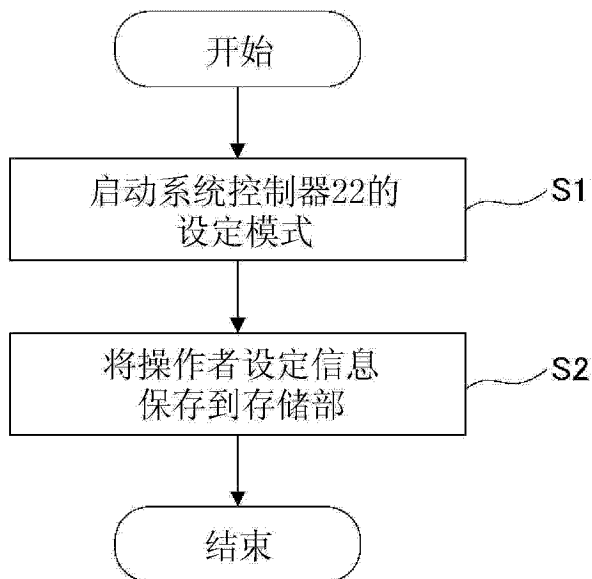 开始
启动系统控制器22的
设定模式
S1
将操作者设定信息
保存到存储部
S2
结束